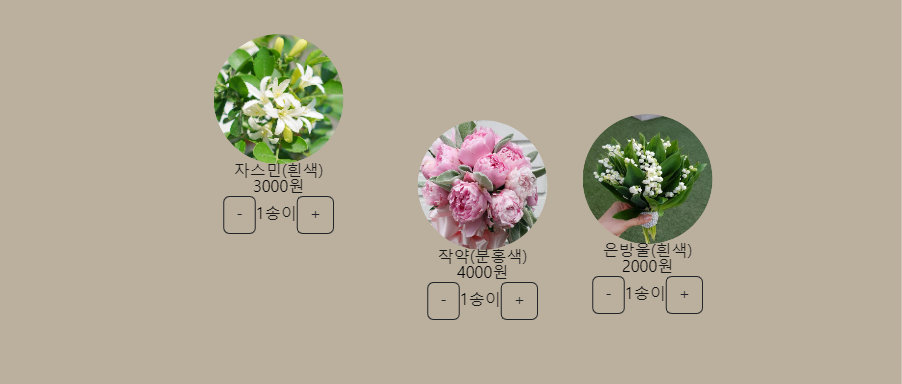 자스민(흰색)
3000원
- 1송이 +
작약(분홍색)
4000원
- 1송이 +
은방울(흰색)
2000원
- 1송이 +